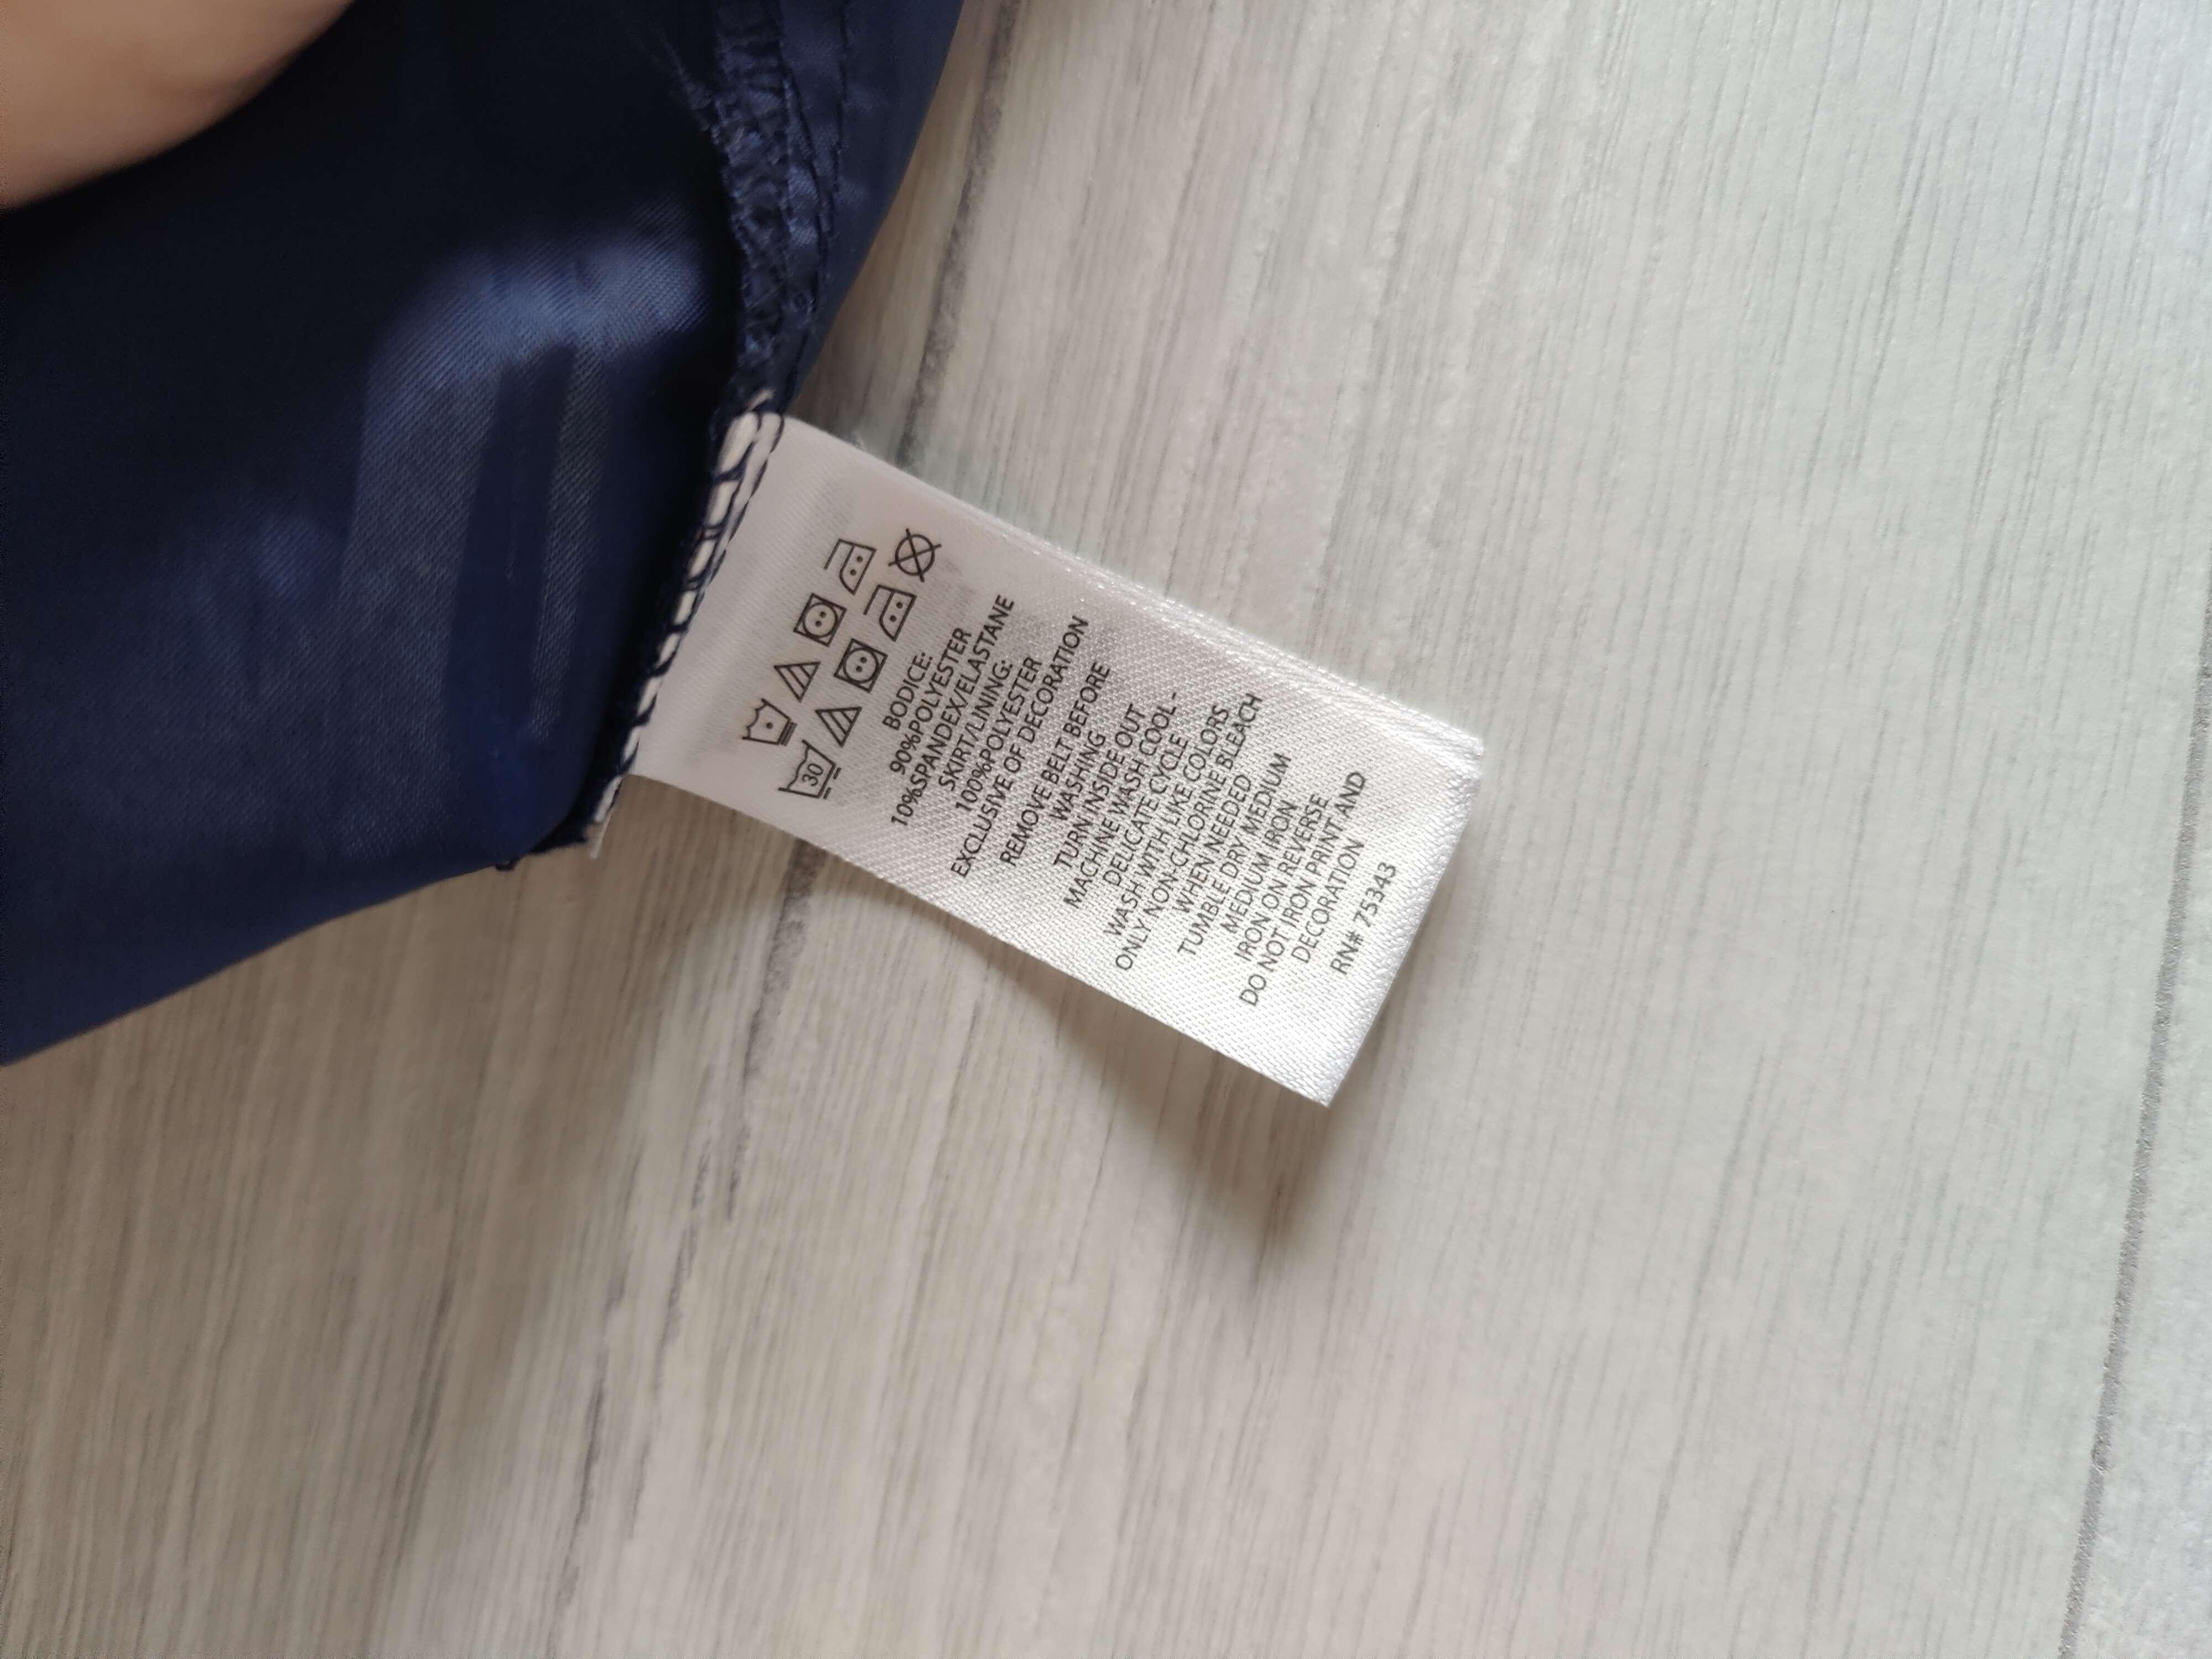 30
BODICE:
90%POLYESTER
10%SPANDEX/ELASTANE
SKIRT/LINING:
100%POLYESTER
EXCLUSIVE OF DECORATION
REMOVE BELT BEFORE
WASHING
TURN INSIDE OUT
MACHINE WASH COOL -
DELICATE CYCLE
WASH WITH LIKE COLORS
ONLY NON-CHLORINE BLEACH
WHEN NEEDED
TUMBLE DRY MEDIUM
MEDIUM IRON
IRON ON REVERSE
DO NOT IRON PRINT AND
DECORATION
RN# 75343